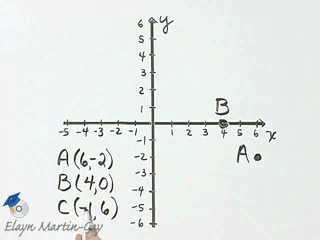 y
6
5
4
3
2
1
B
-5 -4 -3 -2 -1 1 2 3 4 5 6 x
-1
-2
-3
-4
-5
-6
A
A(6,-2)
B(4,0)
C(-1,6)
Elayn Martin-Gay